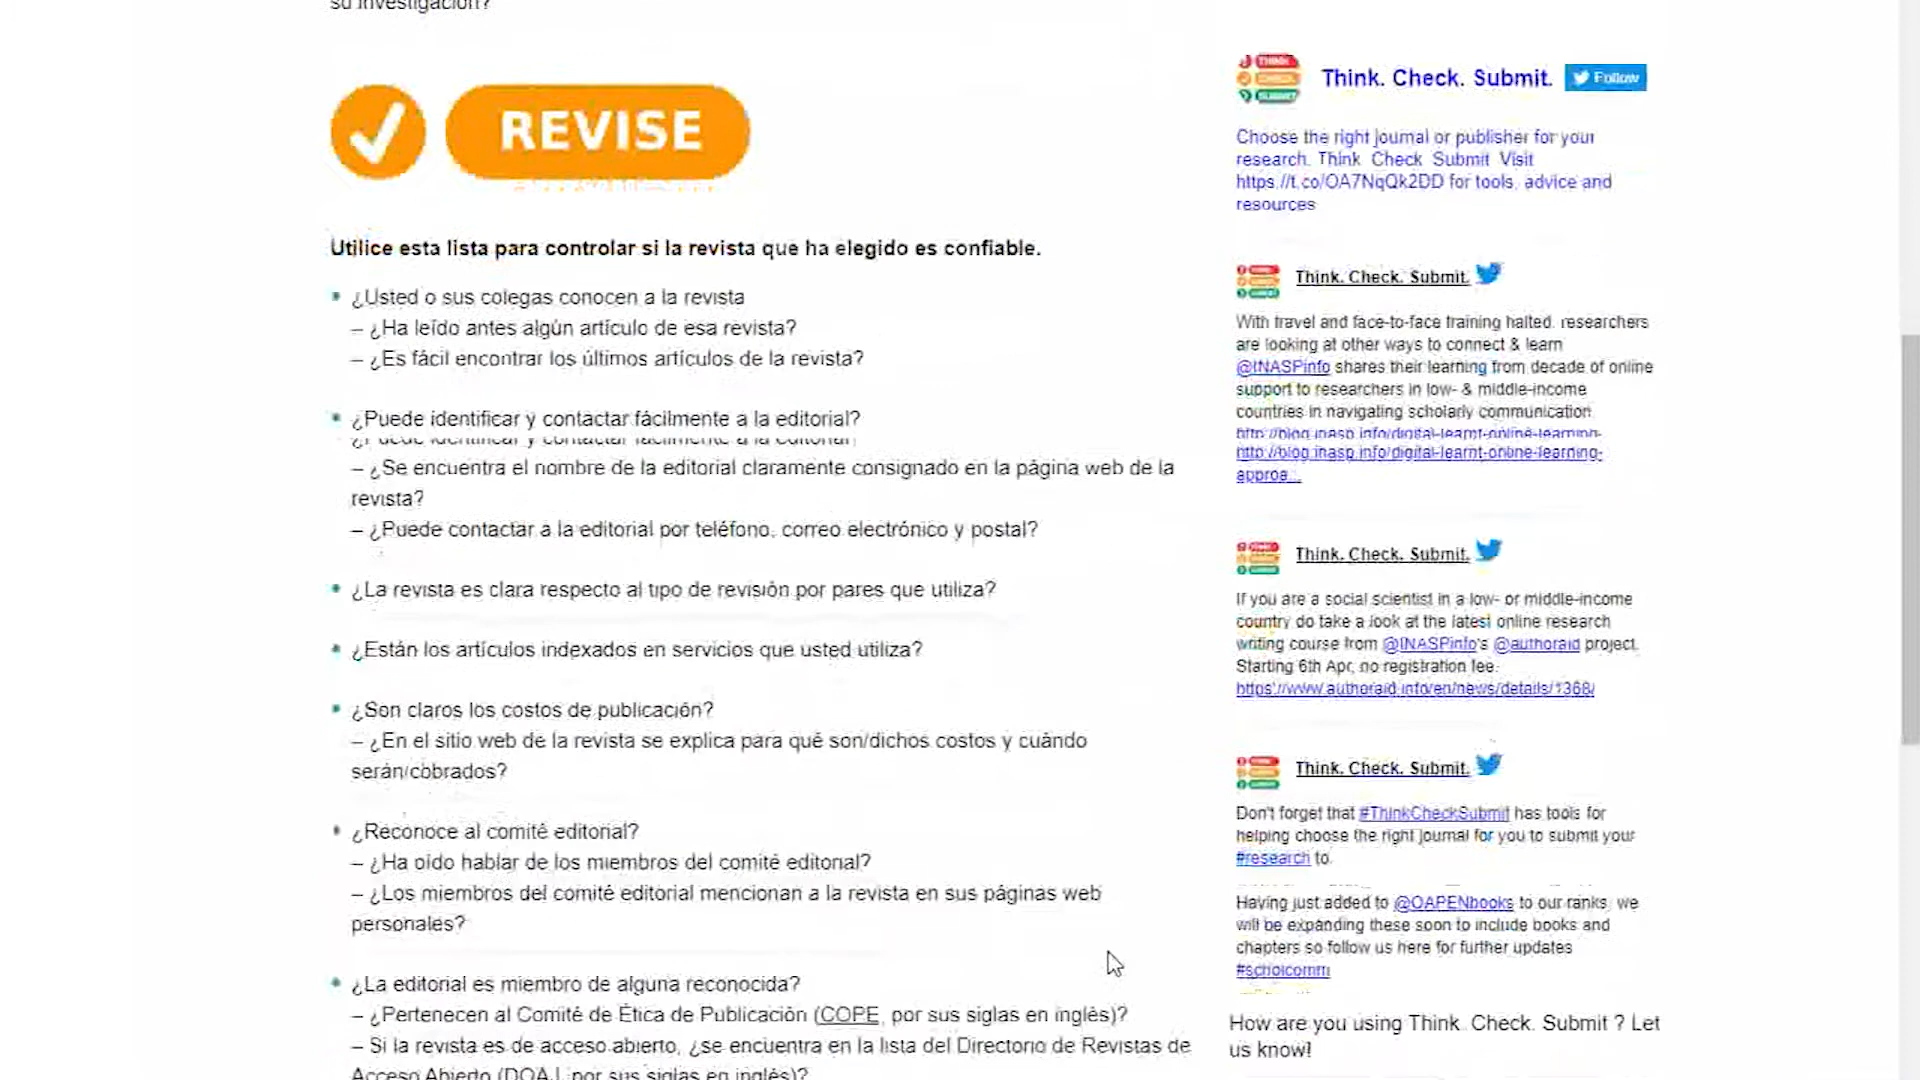 su investigación?
REVISE
Utilice esta lista para controlar si la revista que ha elegido es confiable.
¿Usted o sus colegas conocen a la revista
– ¿Ha leído antes algún artículo de esa revista?
– ¿Es fácil encontrar los últimos artículos de la revista?
¿Puede identificar y contactar fácilmente a la editorial?
¿Puede identificar y contactar fácilmente a la editorial?
– ¿Se encuentra el nombre de la editorial claramente consignado en la página web de la
revista?
– ¿Puede contactar a la editorial por teléfono, correo electrónico y postal?
¿La revista es clara respecto al tipo de revisión por pares que utiliza?
¿Están los artículos indexados en servicios que usted utiliza?
¿Son claros los costos de publicación?
– ¿En el sitio web de la revista se explica para qué son/dichos costos y cuándo
serán/cobrados?
¿Reconoce al comité editorial?
– ¿Ha oído hablar de los miembros del comité editorial?
– ¿Los miembros del comité editorial mencionan a la revista en sus páginas web
personales?
¿La editorial es miembro de alguna reconocida?
– ¿Pertenecen al Comité de Ética de Publicación (COPE, por sus siglas en inglés)?
– Si la revista es de acceso abierto, ¿se encuentra en la lista del Directorio de Revistas de
Acceso Abierto (DOAJ, por sus siglas en inglés)?
THINK
CHECK
SUBMIT
Think. Check. Submit. Follow
Choose the right journal or publisher for your
research. Think Check Submit Visit
https://t.co/OA7NqQk2DD for tools, advice and
resources
Think. Check. Submit.
With travel and face-to-face training halted, researchers
are looking at other ways to connect & learn
@INASPinfo shares their learning from decade of online
support to researchers in low- & middle-income
countries in navigating scholarly communication
http://blog.inasp.info/digital-learnt-online-learning-
http://blog.inasp.info/digital-learnt-online-learning-
approa...
Think. Check. Submit.
If you are a social scientist in a low- or middle-income
country do take a look at the latest online research
writing course from @INASPinfo's @authoraid project.
Starting 6th Apr, no registration fee.
https://www.authoraid.info/en/news/details/1368/
Think. Check. Submit.
Don't forget that #ThinkCheckSubmit has tools for
helping choose the right journal for you to submit your
#research to.
Having just added to @OAPENbooks to our ranks, we
will be expanding these soon to include books and
chapters so follow us here for further updates
#scholcomm
How are you using Think. Check. Submit ? Let
us know!